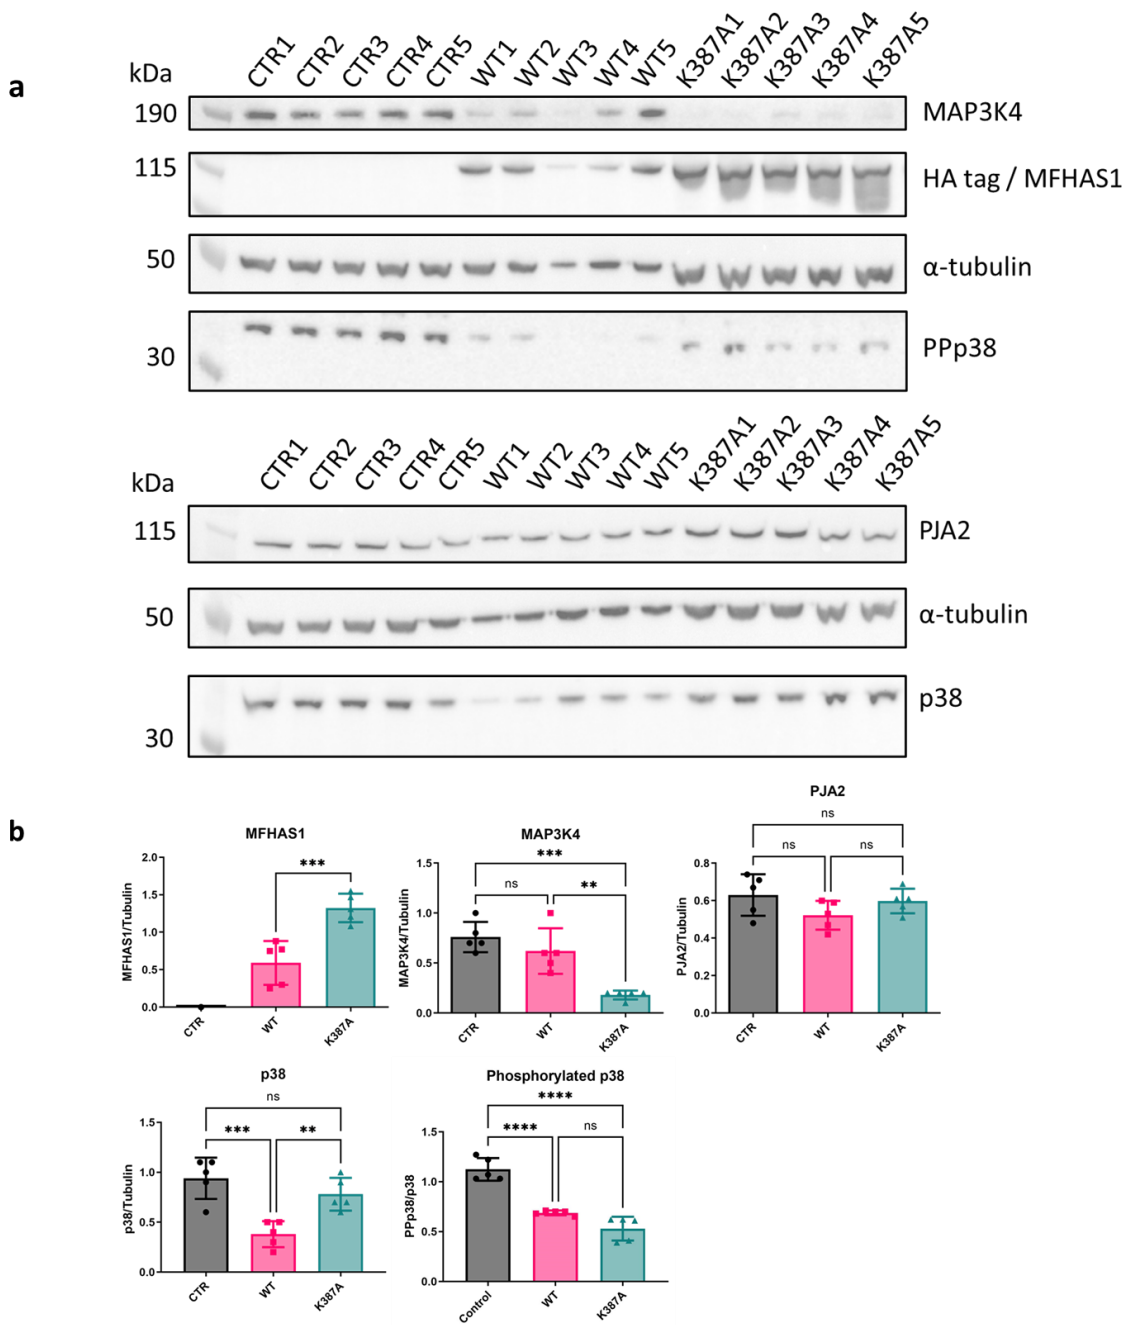 a
kDa
CTR1 CTR2 CTR3 CTR4 CTR5 WT1 WT2 WT3 WT4 WT5 K387A1 K387A2 K387A3 K387A4 K387A5
190 MAP3K4
115 HA tag / MFHAS1
50 α-tubulin
30 PPp38
kDa
CTR1 CTR2 CTR3 CTR4 CTR5 WT1 WT2 WT3 WT4 WT5 K387A1 K387A2 K387A3 K387A4 K387A5
115 PJA2
50 α-tubulin
30 p38
b
MFHAS1
***
MFHAS1/Tubulin
2.0
1.5
1.0
0.5
0.0
CTR WT K387A
MAP3K4
***
ns **
MAP3K4/Tubulin
1.5
1.0
0.5
0.0
CTR WT K387A
PJA2
ns
ns ns
PJA2/Tubulin
0.8
0.6
0.4
0.2
0.0
CTR WT K387A
p38
ns
*** **
p38/Tubulin
1.5
1.0
0.5
0.0
CTR WT K387A
Phosphorylated p38
****
**** ns
PPp38/p38
1.5
1.0
0.5
0.0
Control WT K387A